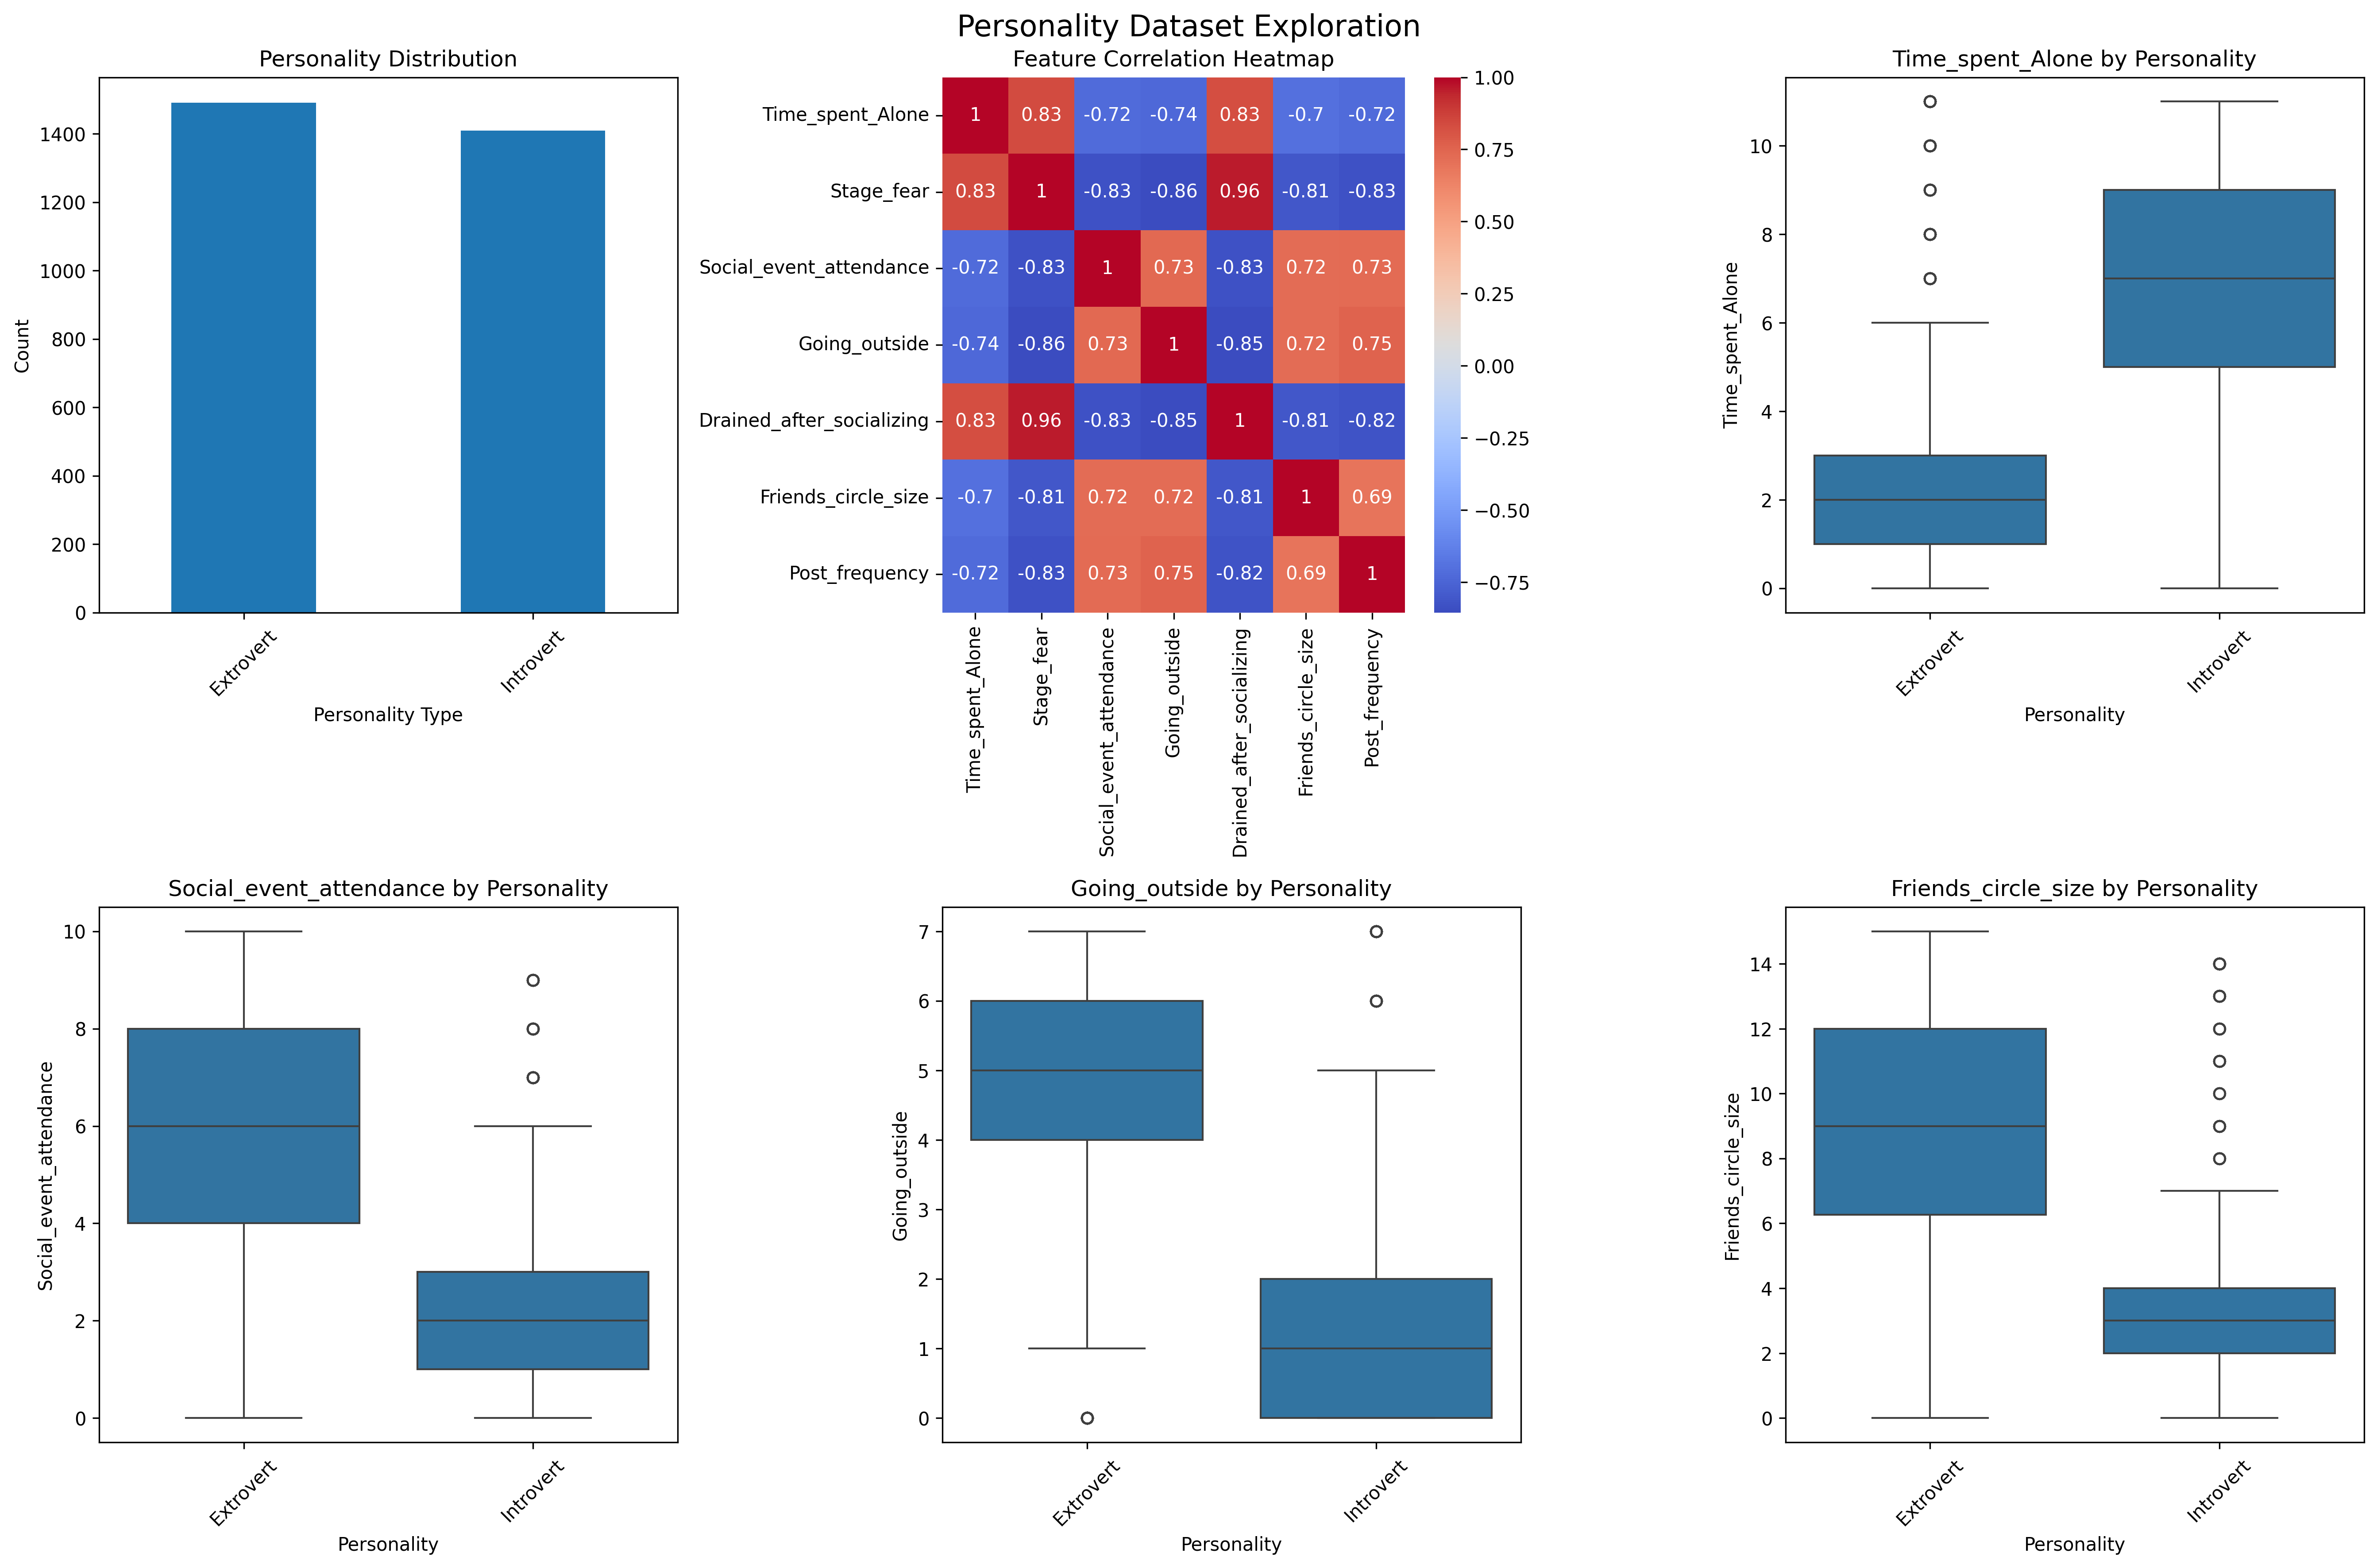 Personality Dataset Exploration
Personality Distribution
Count
1400
1200
1000
800
600
400
200
0
Extrovert
Introvert
Personality Type
Feature Correlation Heatmap
Time_spent_Alone 1 0.83 -0.72 -0.74 0.83 -0.7 -0.72
Stage_fear 0.83 1 -0.83 -0.86 0.96 -0.81 -0.83
Social_event_attendance -0.72 -0.83 1 0.73 -0.83 0.72 0.73
Going_outside -0.74 -0.86 0.73 1 -0.85 0.72 0.75
Drained_after_socializing 0.83 0.96 -0.83 -0.85 1 -0.81 -0.82
Friends_circle_size -0.7 -0.81 0.72 0.72 -0.81 1 0.69
Post_frequency -0.72 -0.83 0.73 0.75 -0.82 0.69 1
Time_spent_Alone
Stage_fear
Social_event_attendance
Going_outside
Drained_after_socializing
Friends_circle_size
Post_frequency
1.00
0.75
0.50
0.25
0.00
−0.25
−0.50
−0.75
Time_spent_Alone by Personality
Time_spent_Alone
10
8
6
4
2
0
Extrovert
Introvert
Personality
Social_event_attendance by Personality
Social_event_attendance
10
8
6
4
2
0
Extrovert
Introvert
Personality
Going_outside by Personality
Going_outside
7
6
5
4
3
2
1
0
Extrovert
Introvert
Personality
Friends_circle_size by Personality
Friends_circle_size
14
12
10
8
6
4
2
0
Extrovert
Introvert
Personality